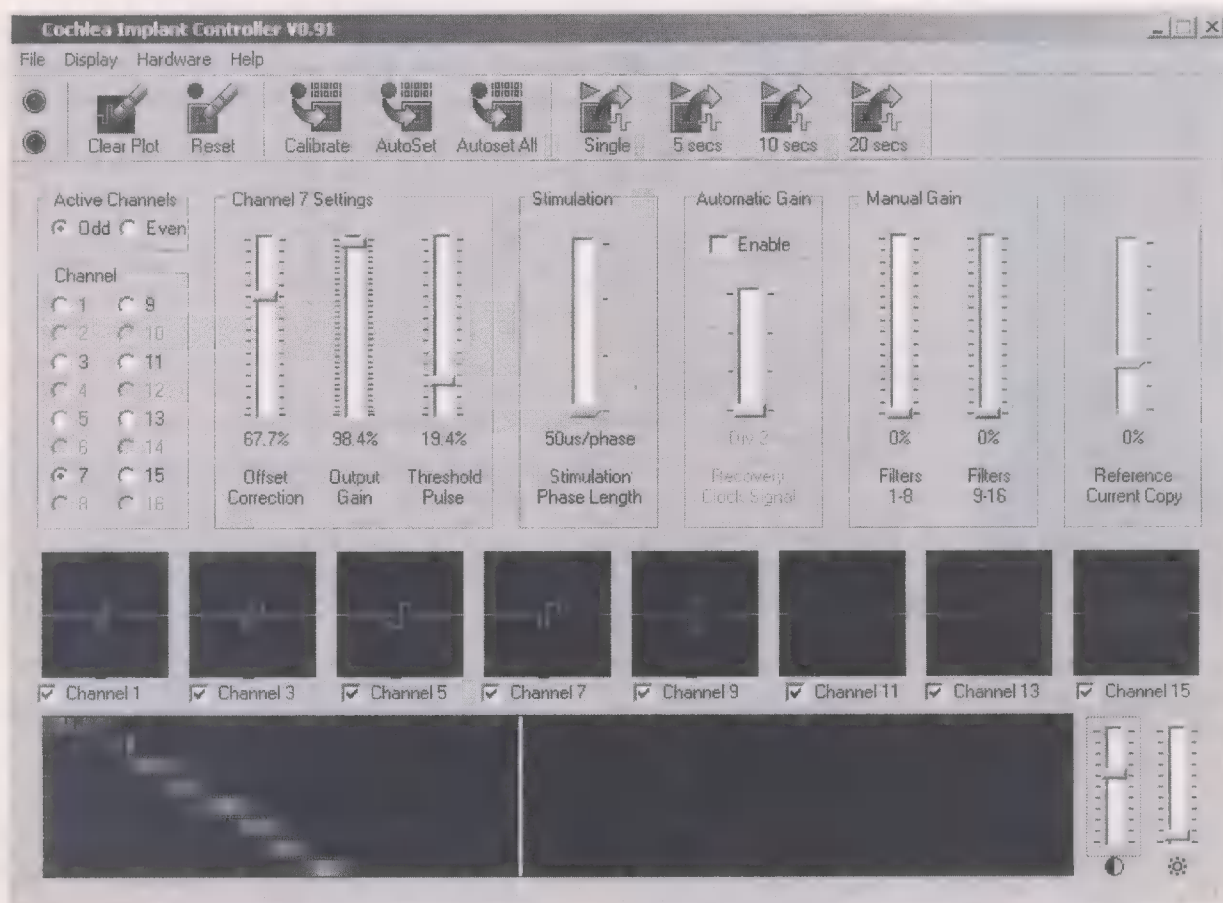 Cochlea Implant Controller V0.91
File Display Hardware Help
Clear Plot Reset Calibrate AutoSet Autoset All Single 5 secs 10 secs 20 secs
Active Channels
Odd Even
Channel
1 9
2 10
3 11
4 12
5 13
6 14
7 15
8 16
Channel 7 Settings
67.7% 98.4% 19.4%
Offset Correction
Output Gain
Threshold Pulse
Stimulation
50us/phase
Stimulation Phase Length
Automatic Gain
Enable
Div 2
Recovery Clock Signal
Manual Gain
0% 0%
Filters 1-8
Filters 9-16
0%
Reference Current Copy
Channel 1 Channel 3 Channel 5 Channel 7 Channel 9 Channel 11 Channel 13 Channel 15